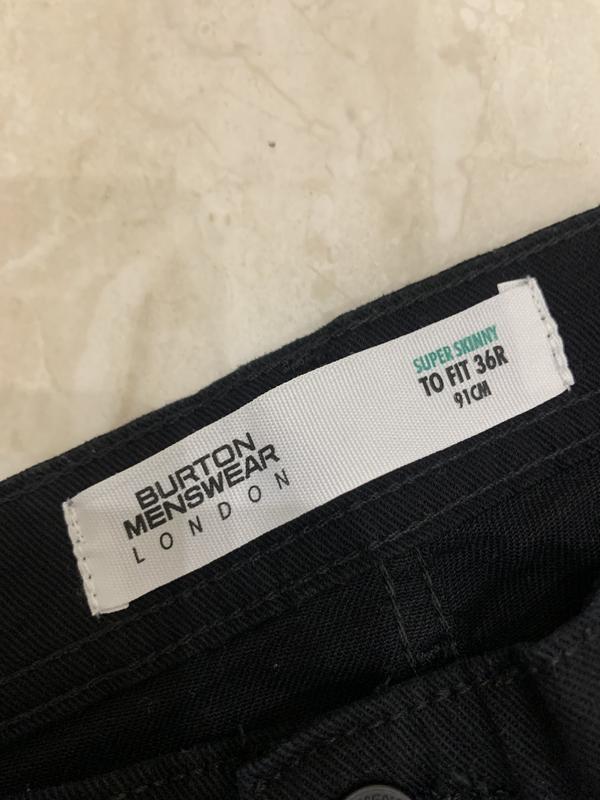 BURTON
MENSWEAR
LONDON
SUPER SKINNY
TO FIT 36R
91CM